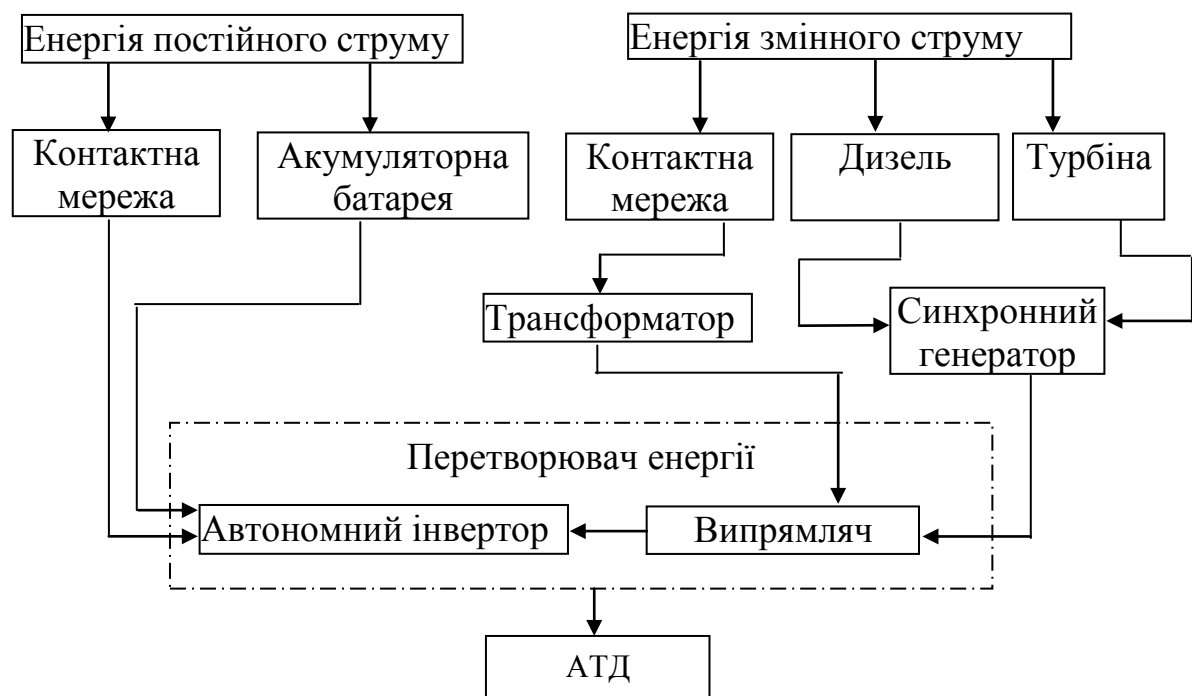 Енергія постійного струму
Енергія змінного струму
Контактна
мережа
Акумуляторна
батарея
Контактна
мережа
Дизель
Турбіна
Трансформатор
Синхронний
генератор
Перетворювач енергії
Автономний інвертор
Випрямляч
АТД